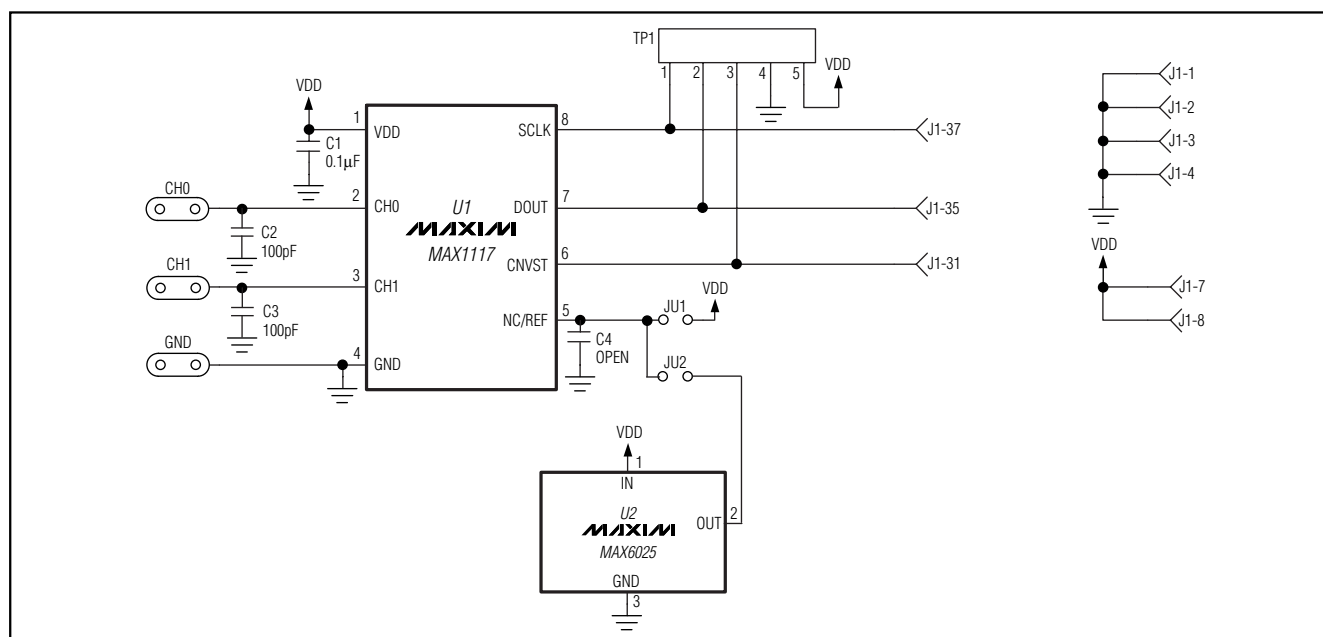 TP1
1 2 3 4 5
VDD
VDD
1
VDD
C1
0.1µF
SCLK
8
J1-37
CH0
2
CH0
C2
100pF
U1
MAXIM
MAX1117
DOUT
7
J1-35
CH1
3
CH1
C3
100pF
CNVST
6
J1-31
NC/REF
5
C4
OPEN
JU1
VDD
JU2
GND
4
GND
VDD
1
IN
U2
MAXIM
MAX6025
OUT
2
GND
3
J1-1
J1-2
J1-3
J1-4
VDD
J1-7
J1-8